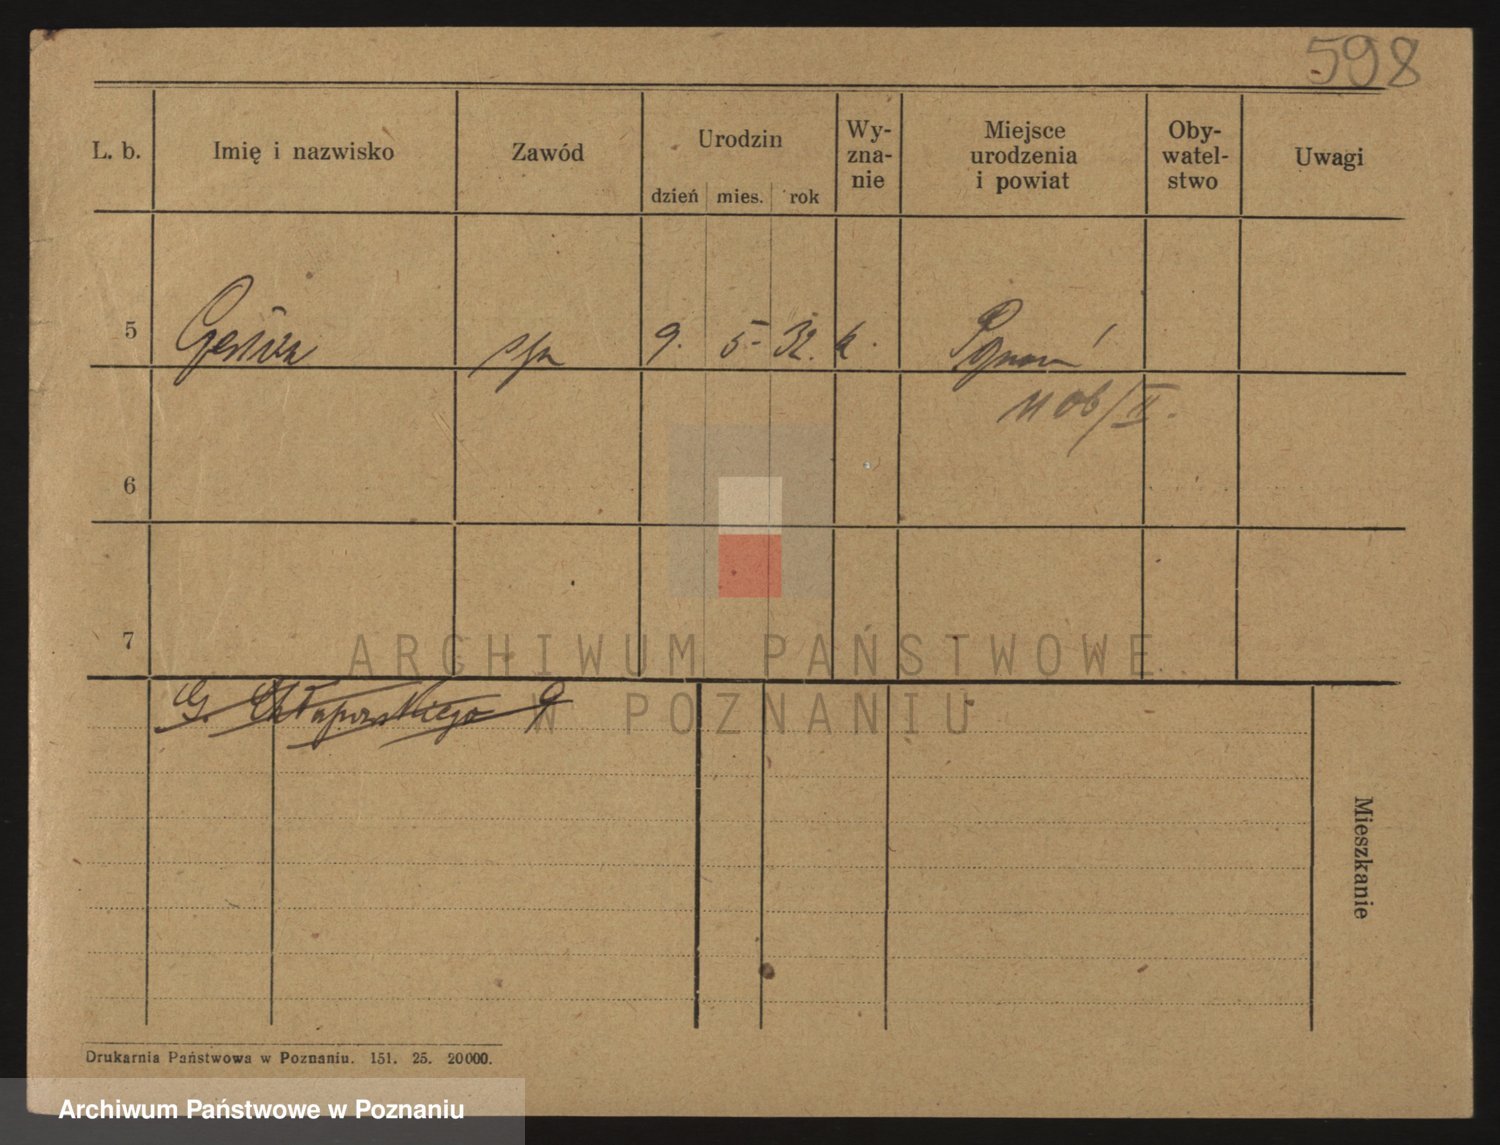 598
L. b.
Imię i nazwisko
Zawód
Urodzin
dzień mies. rok
Wy-
zna-
nie
Miejsce
urodzenia
i powiat
Oby-
watel-
stwo
Uwagi
5
9. 5- 32. k.
Poznań
6
7
ARCHIWUM PAŃSTWOWE
W POZNANIU
G. Chłapowskiego 9
Mieszkanie
Drukarnia Państwowa w Poznaniu. 151. 25. 20000.
Archiwum Państwowe w Poznaniu